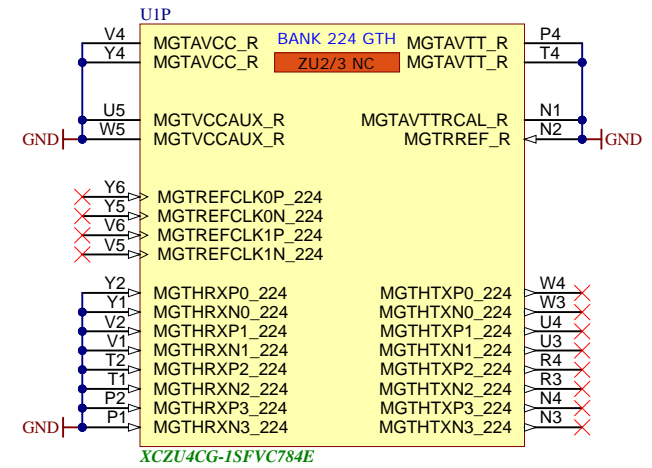 U1P
BANK 224 GTH
ZU2/3 NC
V4 MGTAVCC_R MGTAVTT_R P4
Y4 MGTAVCC_R MGTAVTT_R T4
U5 MGTVCCAUX_R MGTAVTTRCAL_R N1
GND W5 MGTVCCAUX_R MGTRREF_R N2 GND
Y6 MGTREFCLK0P_224
Y5 MGTREFCLK0N_224
V6 MGTREFCLK1P_224
V5 MGTREFCLK1N_224
Y2 MGTHRXP0_224 MGTHTXP0_224 W4
Y1 MGTHRXN0_224 MGTHTXN0_224 W3
V2 MGTHRXP1_224 MGTHTXP1_224 U4
V1 MGTHRXN1_224 MGTHTXN1_224 U3
T2 MGTHRXP2_224 MGTHTXP2_224 R4
T1 MGTHRXN2_224 MGTHTXN2_224 R3
P2 MGTHRXP3_224 MGTHTXP3_224 N4
GND P1 MGTHRXN3_224 MGTHTXN3_224 N3
XCZU4CG-1SFVC784E